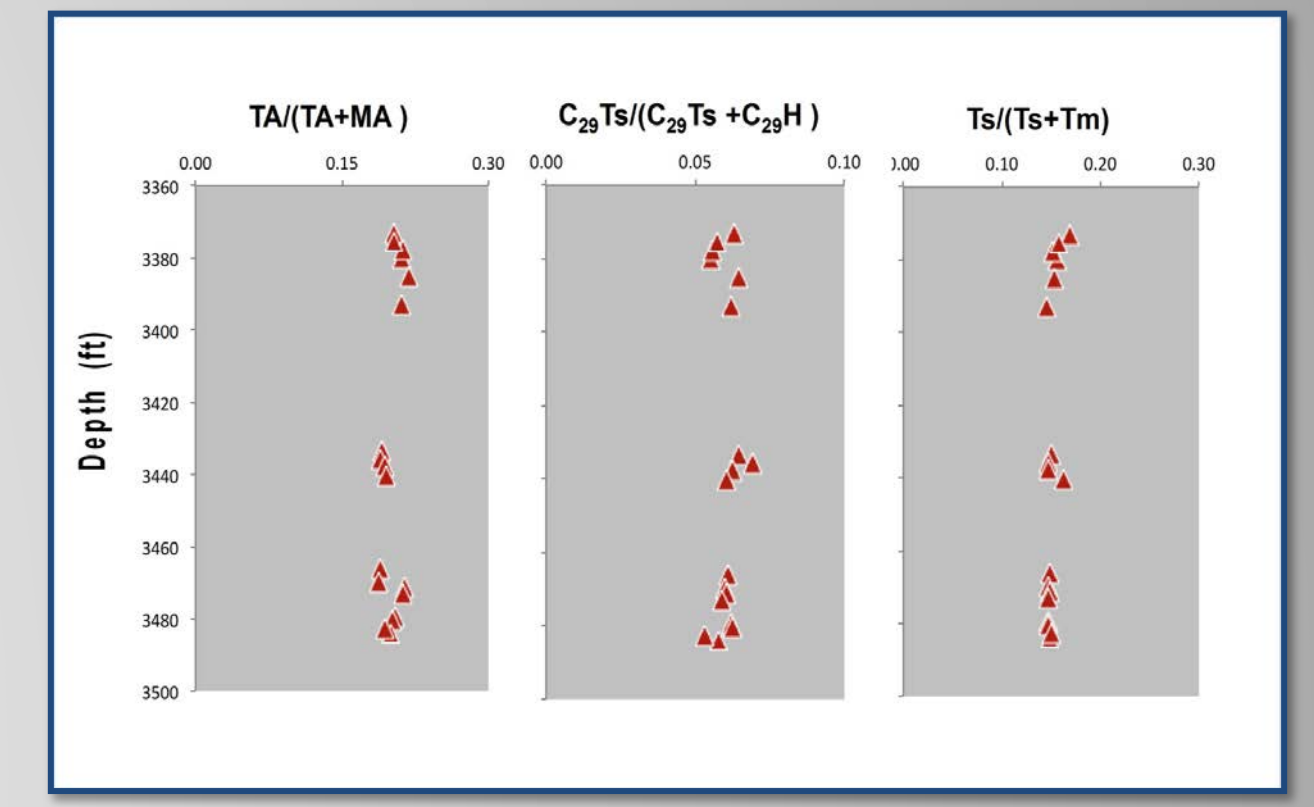 TA/(TA+MA )
C₂₉Ts/(C₂₉Ts +C₂₉H )
Ts/(Ts+Tm)
0.00 0.15 0.30
0.00 0.05 0.10
.00 0.10 0.20 0.30
Depth (ft)
3360
3380
3400
3420
3440
3460
3480
3500